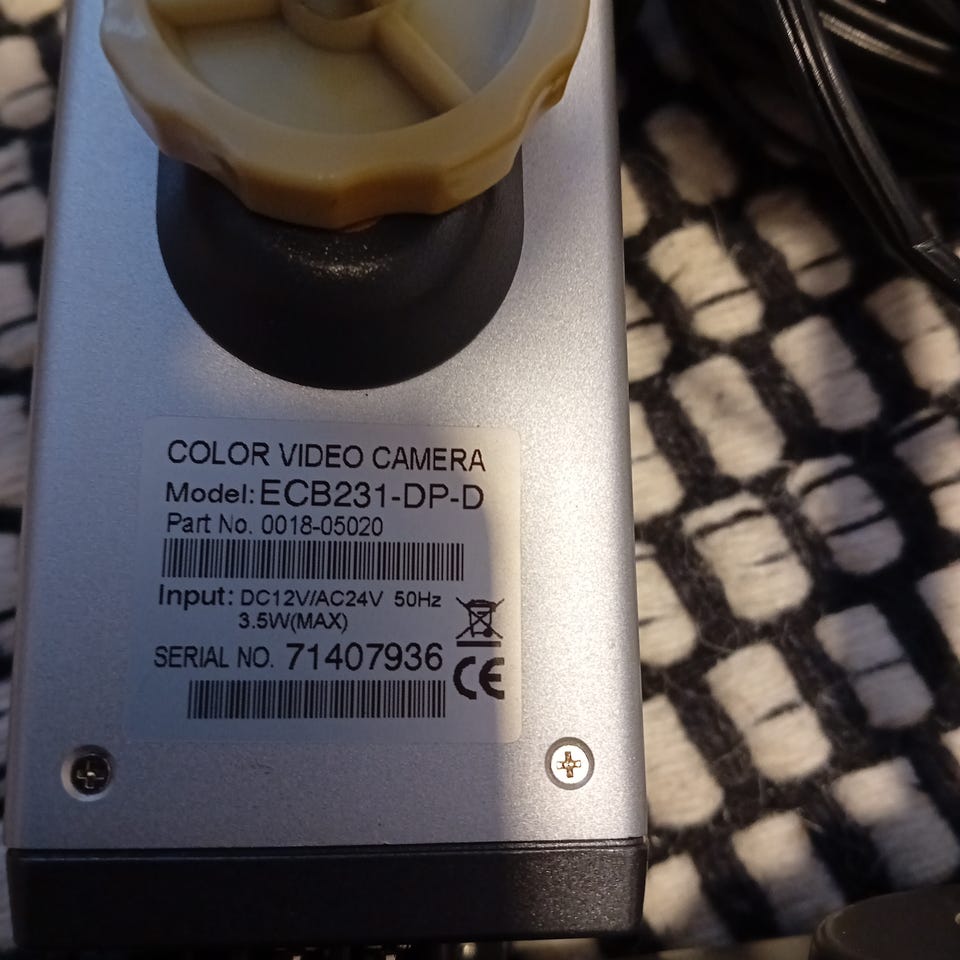 COLOR VIDEO CAMERA
Model: ECB231-DP-D
Part No. 0018-05020
Input: DC12V/AC24V 50Hz
3.5W(MAX)
SERIAL NO. 71407936
CE